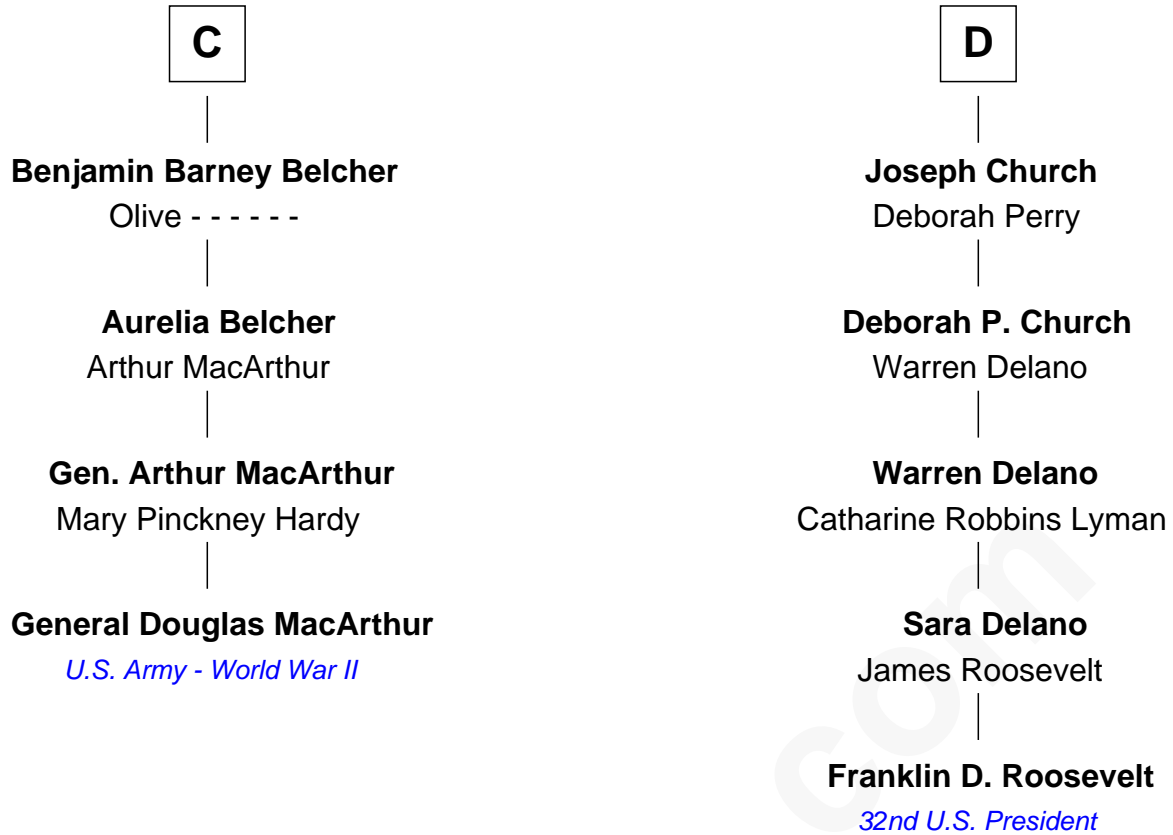 C
Benjamin Barney Belcher
Olive - - - - - -
Aurelia Belcher
Arthur MacArthur
Gen. Arthur MacArthur
Mary Pinckney Hardy
General Douglas MacArthur
U.S. Army - World War II
D
Joseph Church
Deborah Perry
Deborah P. Church
Warren Delano
Warren Delano
Catharine Robbins Lyman
Sara Delano
James Roosevelt
Franklin D. Roosevelt
32nd U.S. President
com